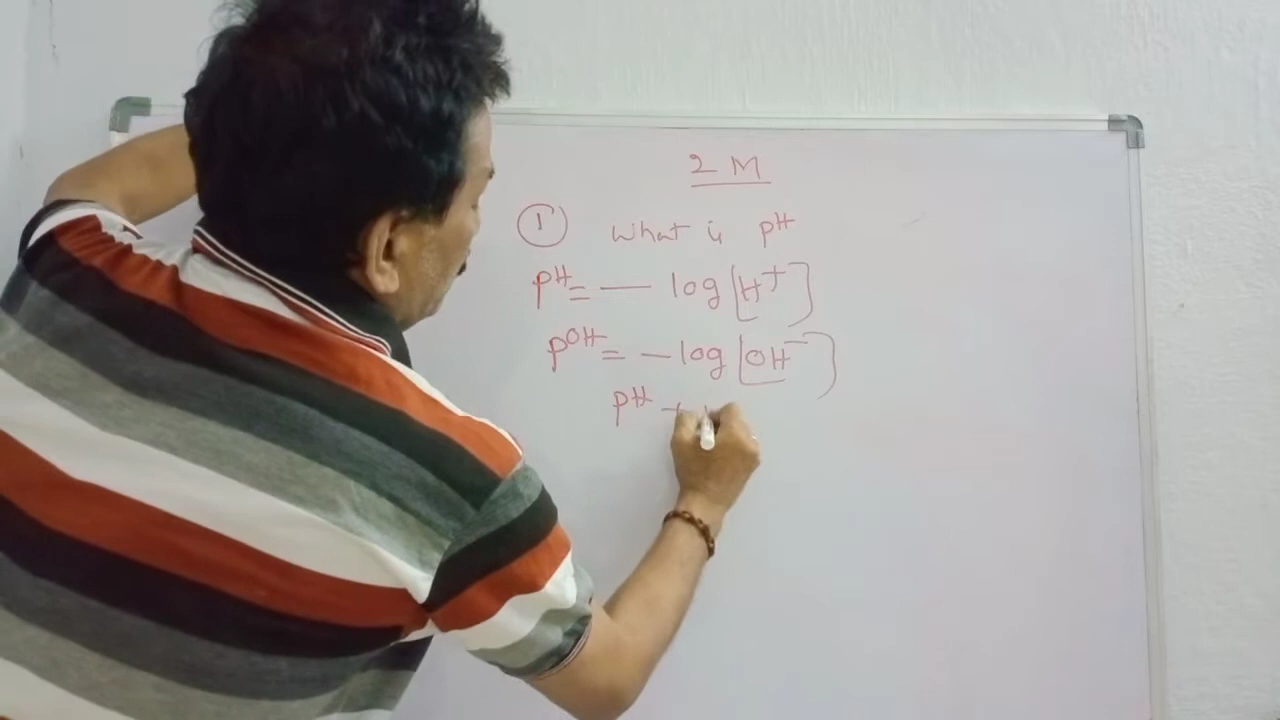 2 M
① What is pH
pH = — log [H⁺]
pᴼᴴ = — log [OH⁻]
pH +